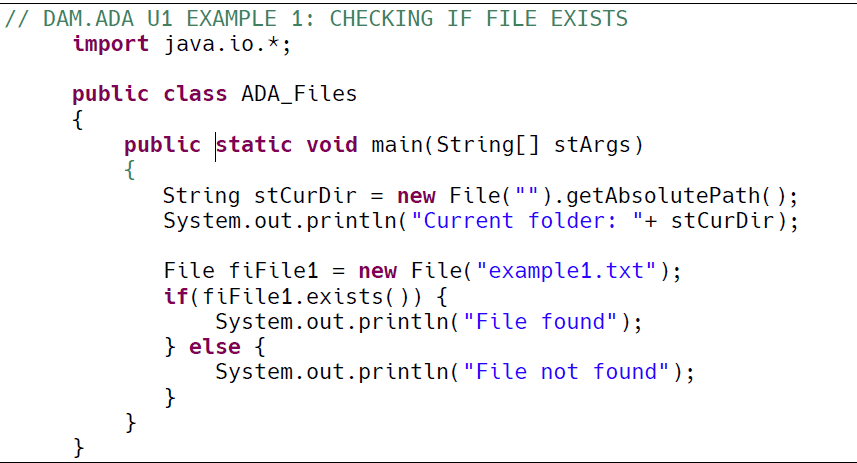 // DAM.ADA U1 EXAMPLE 1: CHECKING IF FILE EXISTS
import java.io.*;
public class ADA_Files
{
public static void main(String[] stArgs)
{
String stCurDir = new File("").getAbsolutePath();
System.out.println("Current folder: "+ stCurDir);
File fiFile1 = new File("example1.txt");
if(fiFile1.exists()) {
System.out.println("File found");
} else {
System.out.println("File not found");
}
}
}